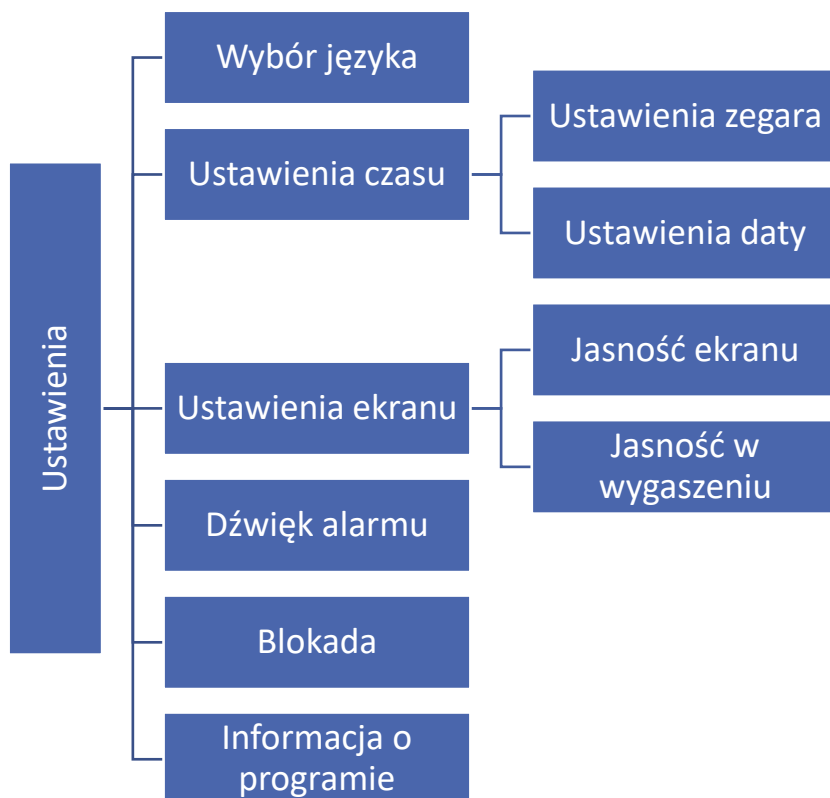 Ustawienia
Wybór języka
Ustawienia czasu
Ustawienia zegara
Ustawienia daty
Ustawienia ekranu
Jasność ekranu
Jasność w
wygaszeniu
Dźwięk alarmu
Blokada
Informacja o
programie